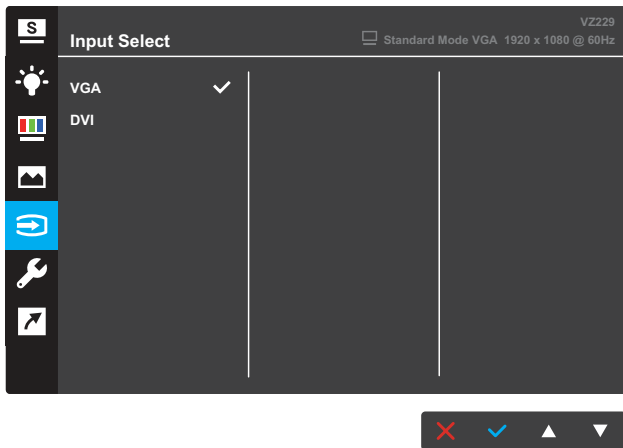 S
VZ229
Input Select
Standard Mode VGA 1920 x 1080 @ 60Hz
VGA
DVI